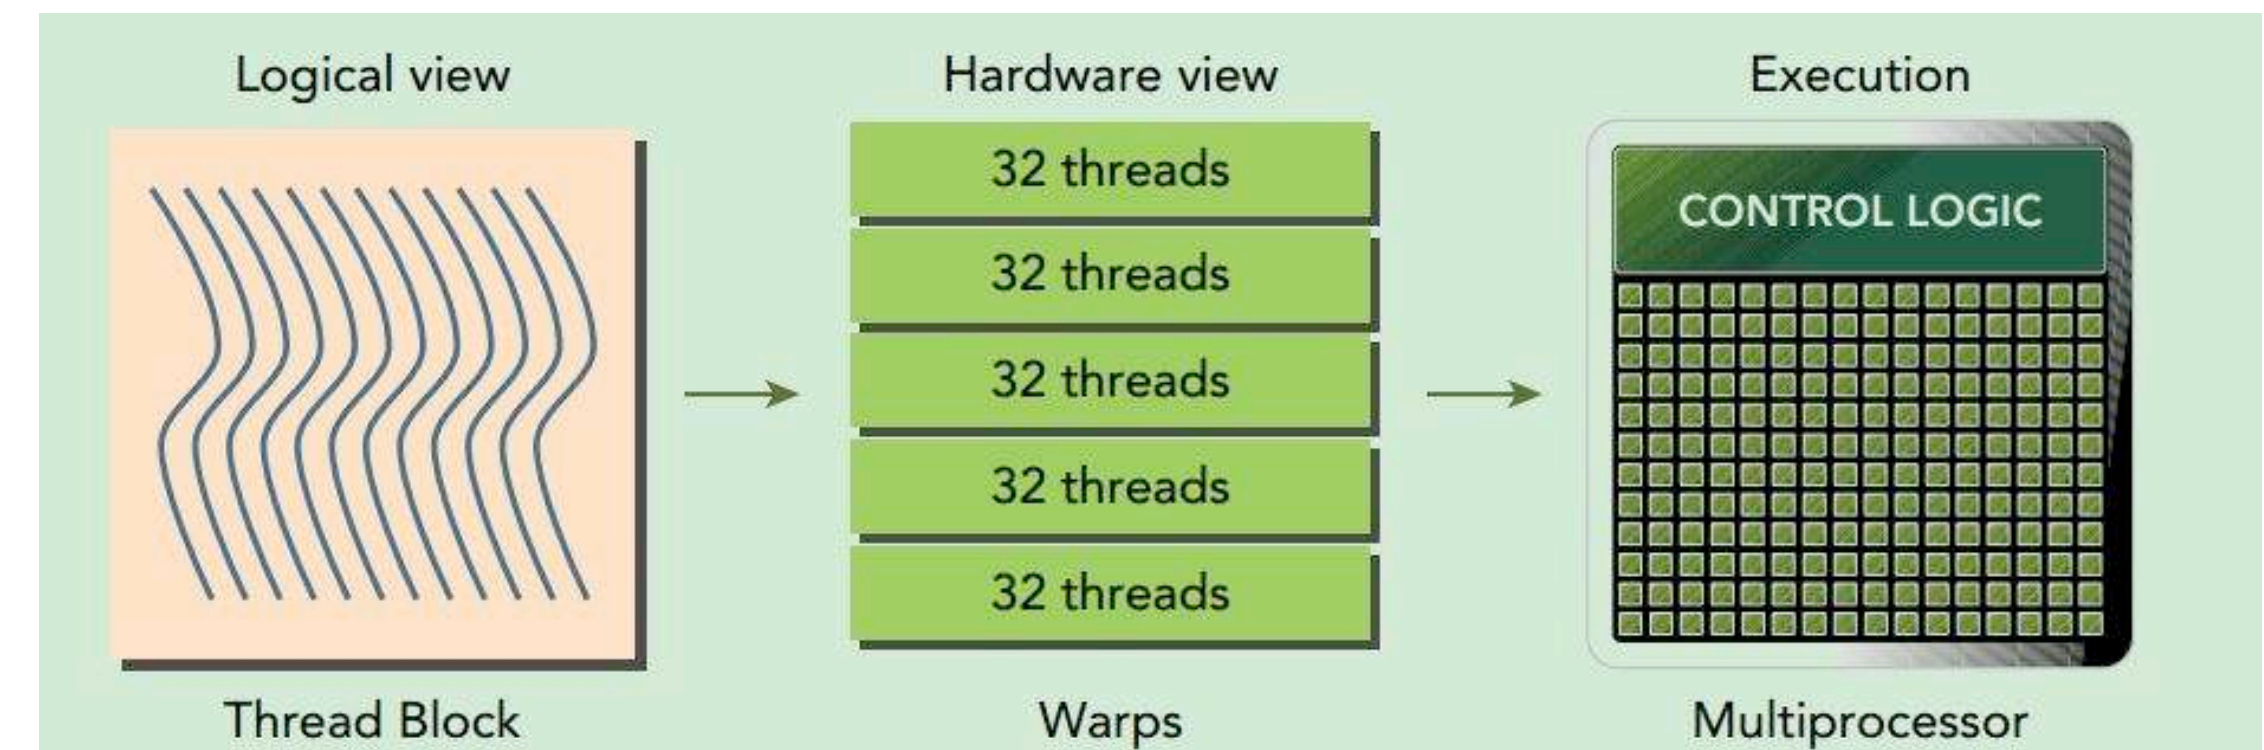 Logical view
Thread Block
Hardware view
32 threads
32 threads
32 threads
32 threads
32 threads
Warps
Execution
CONTROL LOGIC
Multiprocessor